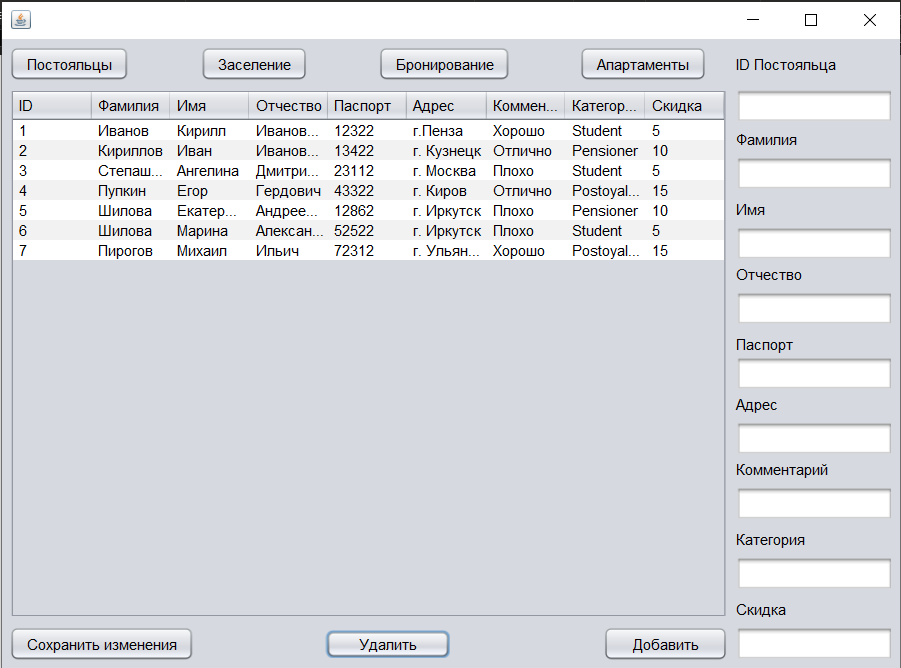 Постояльцы Заселение Бронирование Апартаменты ID Постояльца
ID Фамилия Имя Отчество Паспорт Адрес Коммен... Категор... Скидка
1 Иванов Кирилл Иванов... 12322 г.Пенза Хорошо Student 5
2 Кириллов Иван Иванов... 13422 г. Кузнецк Отлично Pensioner 10
3 Степаш... Ангелина Дмитри... 23112 г. Москва Плохо Student 5
4 Пупкин Егор Гердович 43322 г. Киров Отлично Postoyal... 15
5 Шилова Екатер... Андрее... 12862 г. Иркутск Плохо Pensioner 10
6 Шилова Марина Алексан... 52522 г. Иркутск Плохо Student 5
7 Пирогов Михаил Ильич 72312 г. Ульян... Хорошо Postoyal... 15
Фамилия
Имя
Отчество
Паспорт
Адрес
Комментарий
Категория
Скидка
Сохранить изменения Удалить Добавить